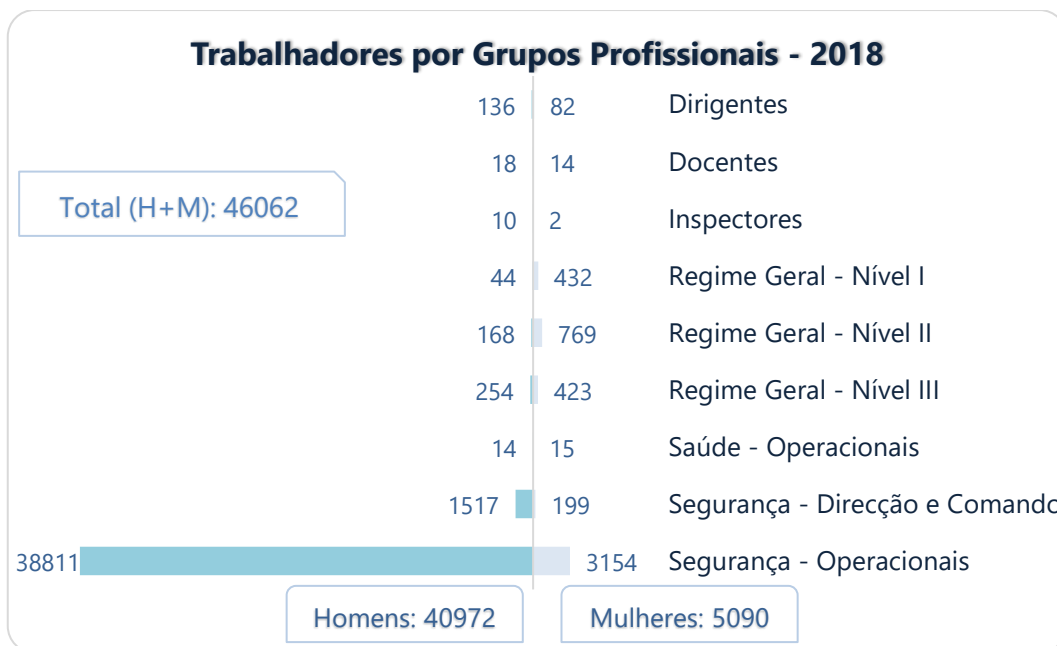 Trabalhadores por Grupos Profissionais - 2018
136 82 Dirigentes
18 14 Docentes
Total (H+M): 46062
10 2 Inspectores
44 432 Regime Geral - Nível I
168 769 Regime Geral - Nível II
254 423 Regime Geral - Nível III
14 15 Saúde - Operacionais
1517 199 Segurança - Direcção e Comando
38811 3154 Segurança - Operacionais
Homens: 40972 Mulheres: 5090